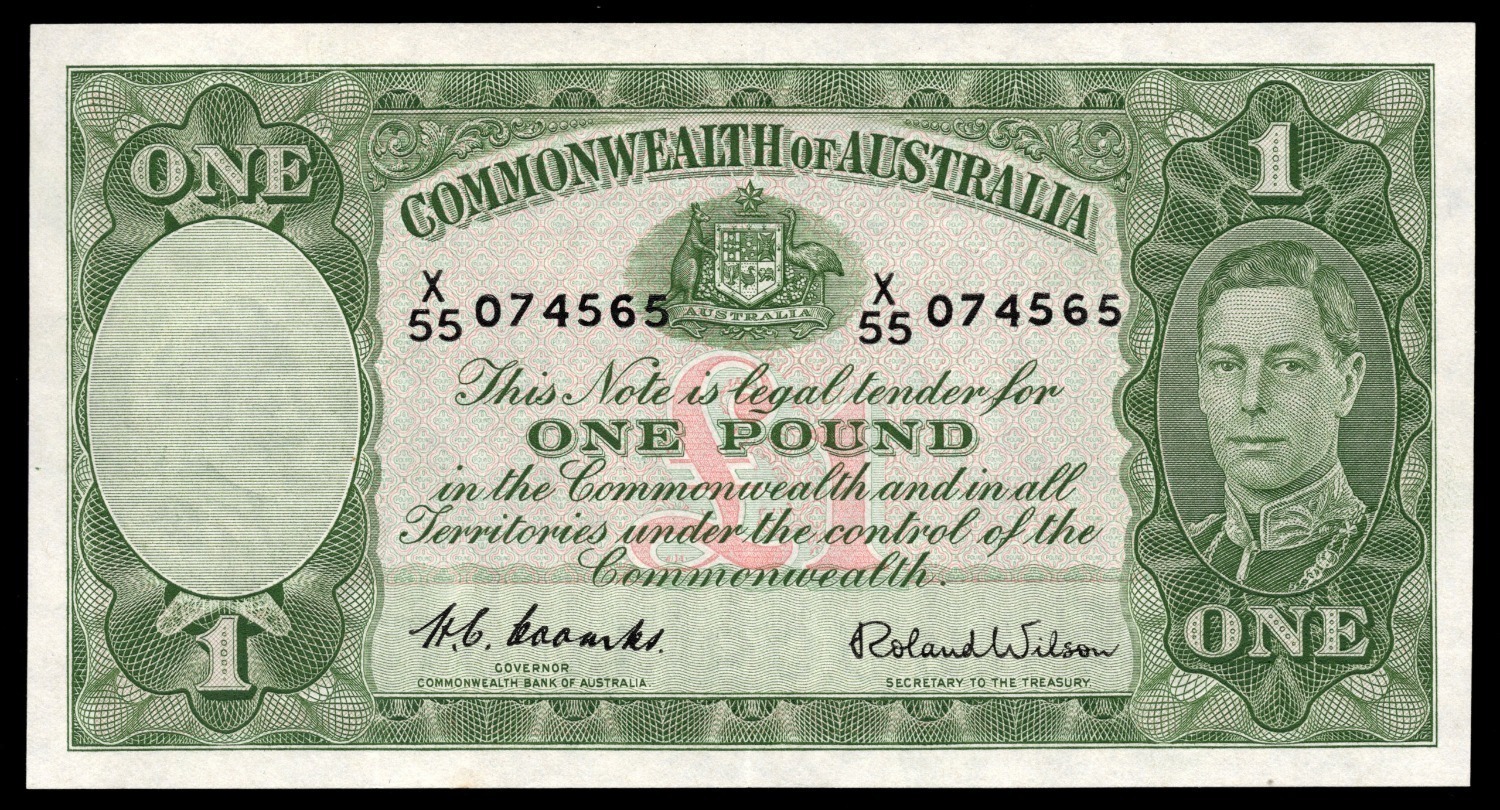 ONE
1
COMMONWEALTH OF AUSTRALIA
X
55 074565
X
55 074565
AUSTRALIA
£1
This Note is legal tender for
ONE POUND
in the Commonwealth and in all
Territories under the control of the
Commonwealth.
H.C. Coombs.
Roland Wilson
GOVERNOR
COMMONWEALTH BANK OF AUSTRALIA.
SECRETARY TO THE TREASURY.
1
ONE